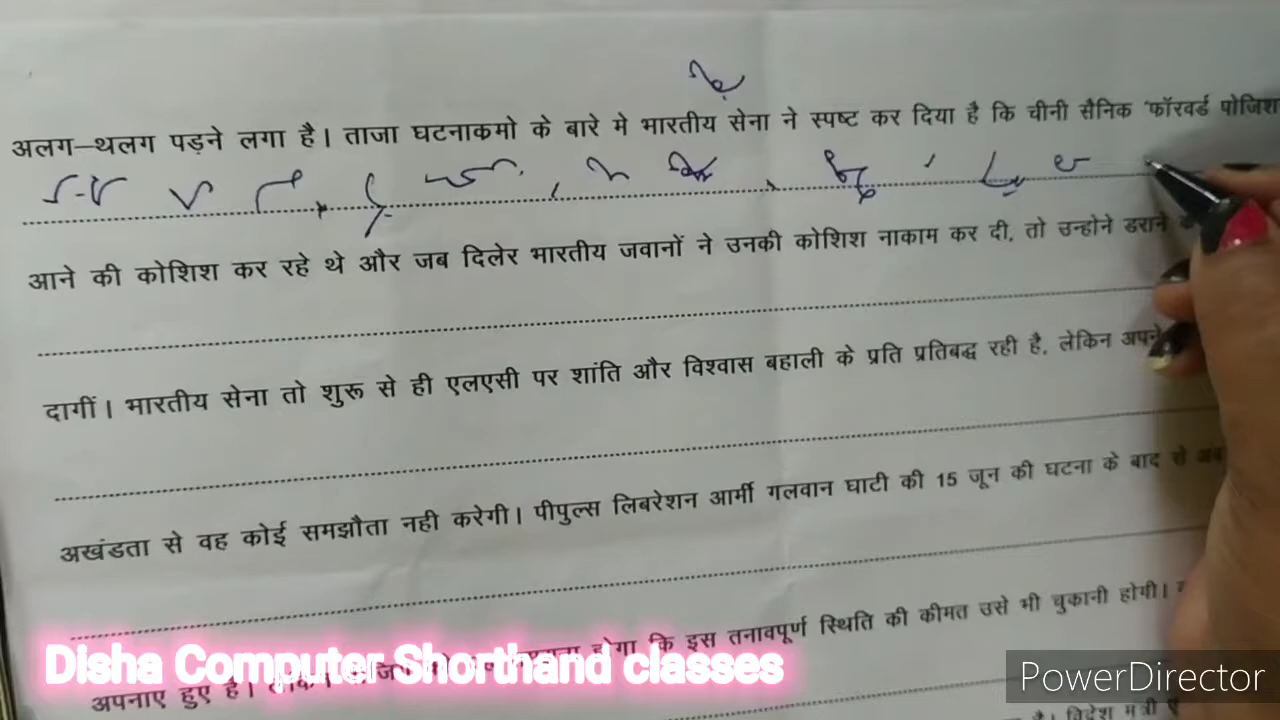 अलग–थलग पड़ने लगा है। ताजा घटनाकमो के बारे मे भारतीय सेना ने स्पष्ट कर दिया है कि चीनी सैनिक ‘फॉरवर्ड पोजिश
आने की कोशिश कर रहे थे और जब दिलेर भारतीय जवानों ने उनकी कोशिश नाकाम कर दी, तो उन्होने डराने
दागीं। भारतीय सेना तो शुरू से ही एलएसी पर शांति और विश्वास बहाली के प्रति प्रतिबद्ध रही है, लेकिन अपने
अखंडता से वह कोई समझौता नही करेगी। पीपुल्स लिबरेशन आर्मी गलवान घाटी की 15 जून की घटना के बाद से अब
होगा कि इस तनावपूर्ण स्थिति की कीमत उसे भी चुकानी होगी।
Disha Computer Shorthand classes
PowerDirector
अपनाए हुए है।
है। विदेश मंत्री